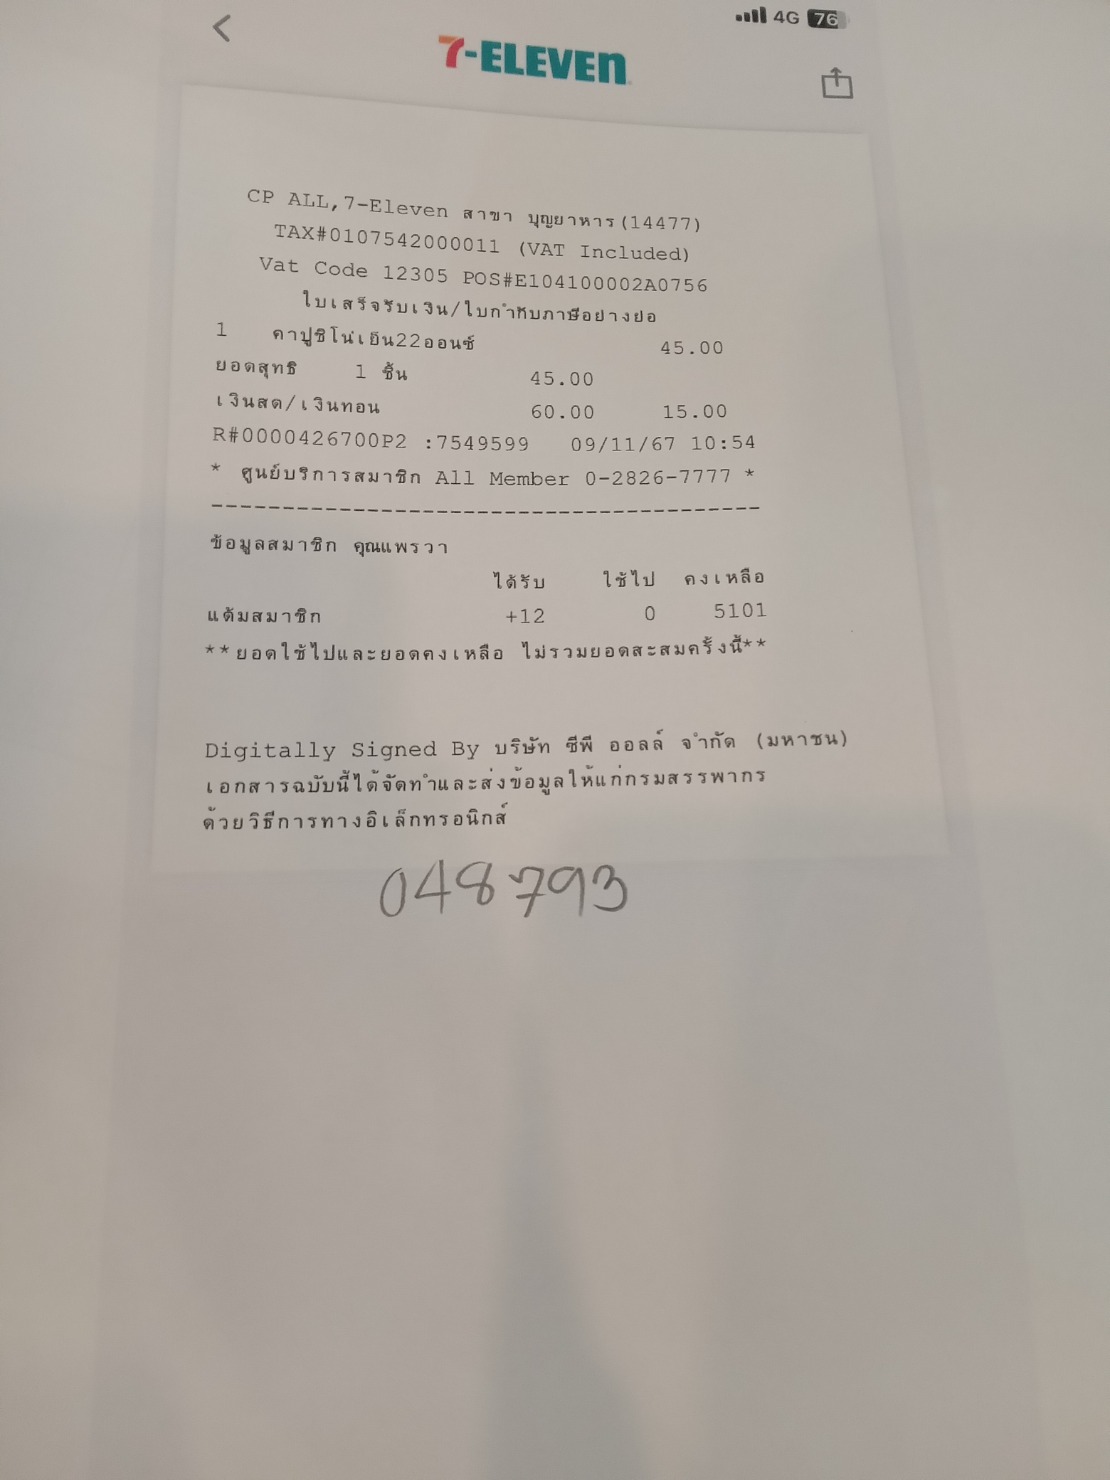 4G 76
7-ELEVEN
CP ALL,7-Eleven สาขา บุญยาหาร(14477)
TAX#0107542000011 (VAT Included)
Vat Code 12305 POS#E104100002A0756
ใบเสร็จรับเงิน/ใบกำกับภาษีอย่างย่อ
1 คาปูชิโน่เย็น22ออนซ์ 45.00
ยอดสุทธิ 1 ชิ้น 45.00
เงินสด/เงินทอน 60.00 15.00
R#0000426700P2 :7549599 09/11/67 10:54
* ศูนย์บริการสมาชิก All Member 0-2826-7777 *
---------------------------------------
ข้อมูลสมาชิก คุณแพรวา
ได้รับ ใช้ไป คงเหลือ
แต้มสมาชิก +12 0 5101
**ยอดใช้ไปและยอดคงเหลือ ไม่รวมยอดสะสมครั้งนี้**
Digitally Signed By บริษัท ซีพี ออลล์ จำกัด (มหาชน)
เอกสารฉบับนี้ได้จัดทำและส่งข้อมูลให้แก่กรมสรรพากร
ด้วยวิธีการทางอิเล็กทรอนิกส์
048793